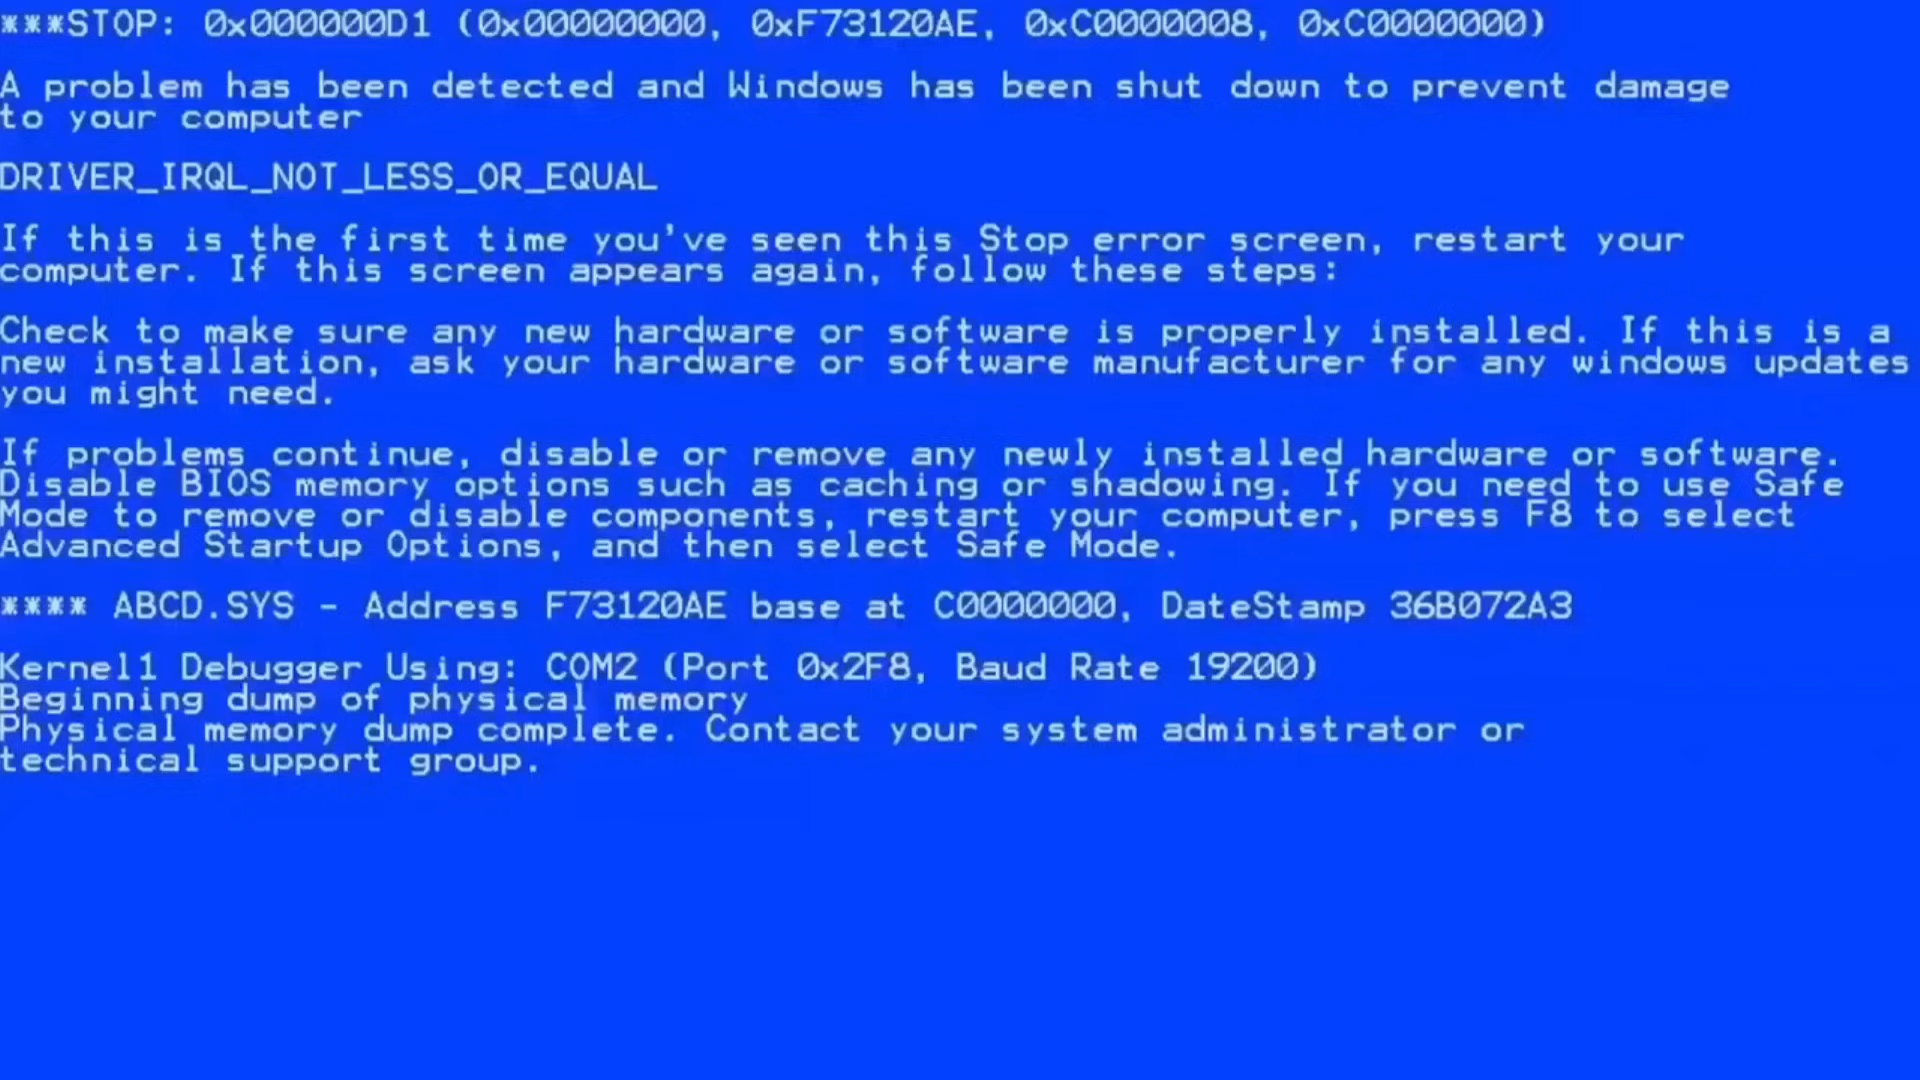 ***STOP: 0x000000D1 (0x00000000, 0xF73120AE, 0xC0000008, 0xC0000000)
A problem has been detected and Windows has been shut down to prevent damage
to your computer
DRIVER_IRQL_NOT_LESS_OR_EQUAL
If this is the first time you've seen this Stop error screen, restart your
computer. If this screen appears again, follow these steps:
Check to make sure any new hardware or software is properly installed. If this is a
new installation, ask your hardware or software manufacturer for any windows updates
you might need.
If problems continue, disable or remove any newly installed hardware or software.
Disable BIOS memory options such as caching or shadowing. If you need to use Safe
Mode to remove or disable components, restart your computer, press F8 to select
Advanced Startup Options, and then select Safe Mode.
**** ABCD.SYS - Address F73120AE base at C0000000, DateStamp 36B072A3
Kernel1 Debugger Using: COM2 (Port 0x2F8, Baud Rate 19200)
Beginning dump of physical memory
Physical memory dump complete. Contact your system administrator or
technical support group.